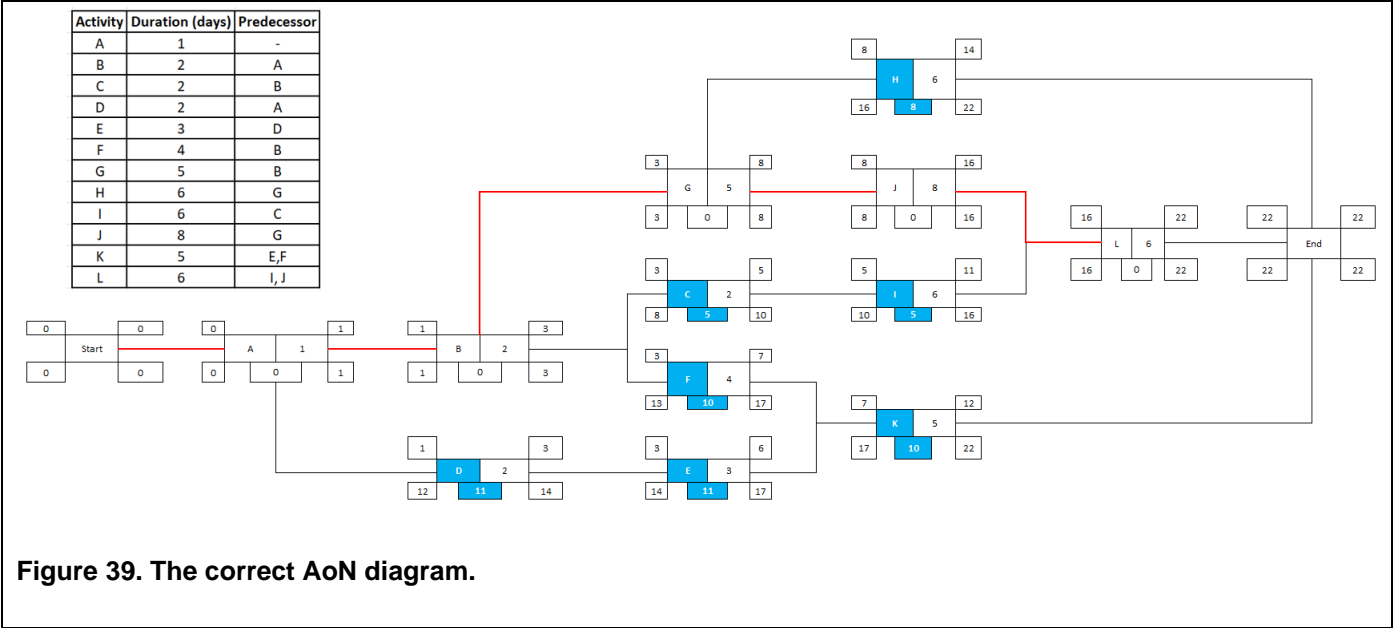 Activity Duration (days) Predecessor
A 1 -
B 2 A
C 2 B
D 2 A
E 3 D
F 4 B
G 5 B
H 6 G
I 6 C
J 8 G
K 5 E,F
L 6 I, J
8 14
H 6
16 8 22
3 8
G 5
3 0 8
8 16
J 8
8 0 16
16 22
L 6
16 0 22
22 22
End
22 22
3 5
C 2
8 5 10
5 11
I 6
10 5 16
0 0
Start
0 0
0 1
A 1
0 0 1
1 3
B 2
1 0 3
3 7
F 4
13 10 17
7 12
K 5
17 10 22
1 3
D 2
12 11 14
3 6
E 3
14 11 17
Figure 39. The correct AoN diagram.